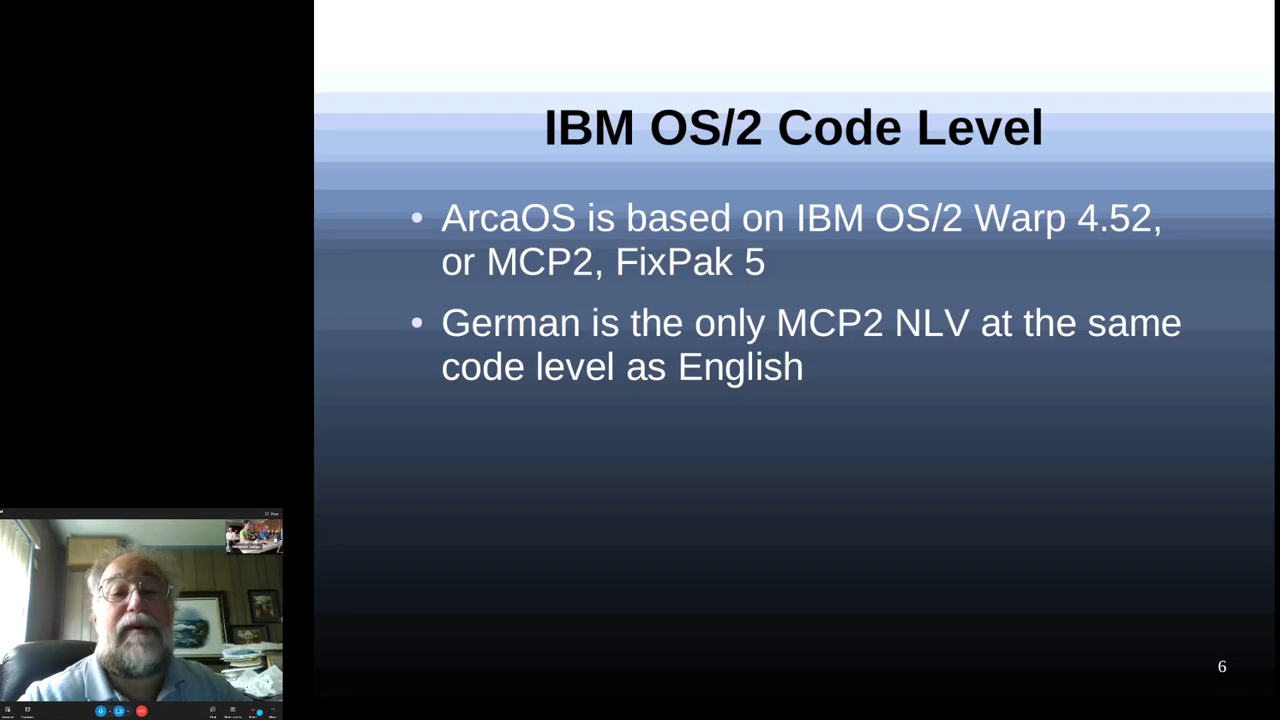 IBM OS/2 Code Level
• ArcaOS is based on IBM OS/2 Warp 4.52,
or MCP2, FixPak 5
• German is the only MCP2 NLV at the same
code level as English
6
View